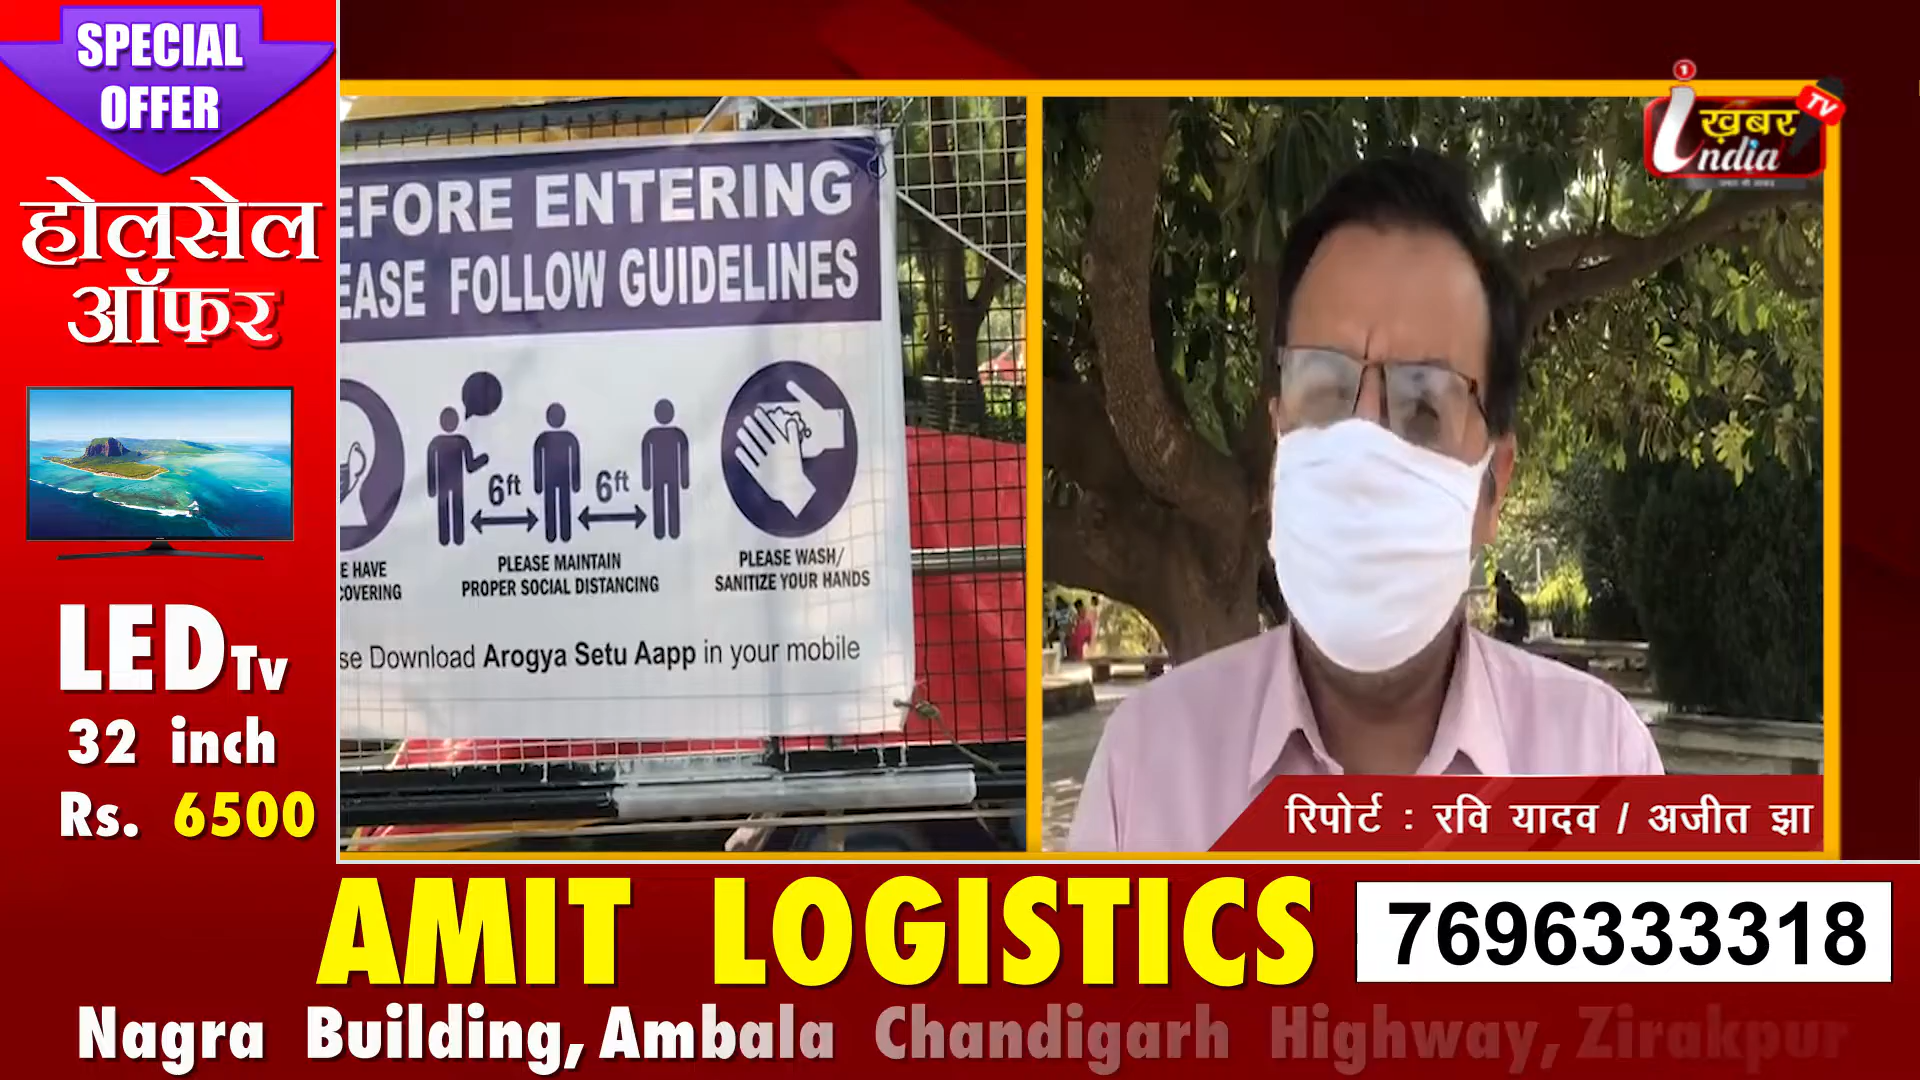 SPECIAL
OFFER
होलसेल
ऑफर
LED Tv
32 inch
Rs. 6500
EFORE ENTERING
EASE FOLLOW GUIDELINES
6ft
6ft
E HAVE
COVERING
PLEASE MAINTAIN
PROPER SOCIAL DISTANCING
PLEASE WASH/
SANITIZE YOUR HANDS
se Download Arogya Setu Aapp in your mobile
1
ख़बर
TV
India
रिपोर्ट : रवि यादव / अजीत झा
AMIT LOGISTICS
7696333318
Nagra Building, Ambala Chandigarh Highway, Zirakpur